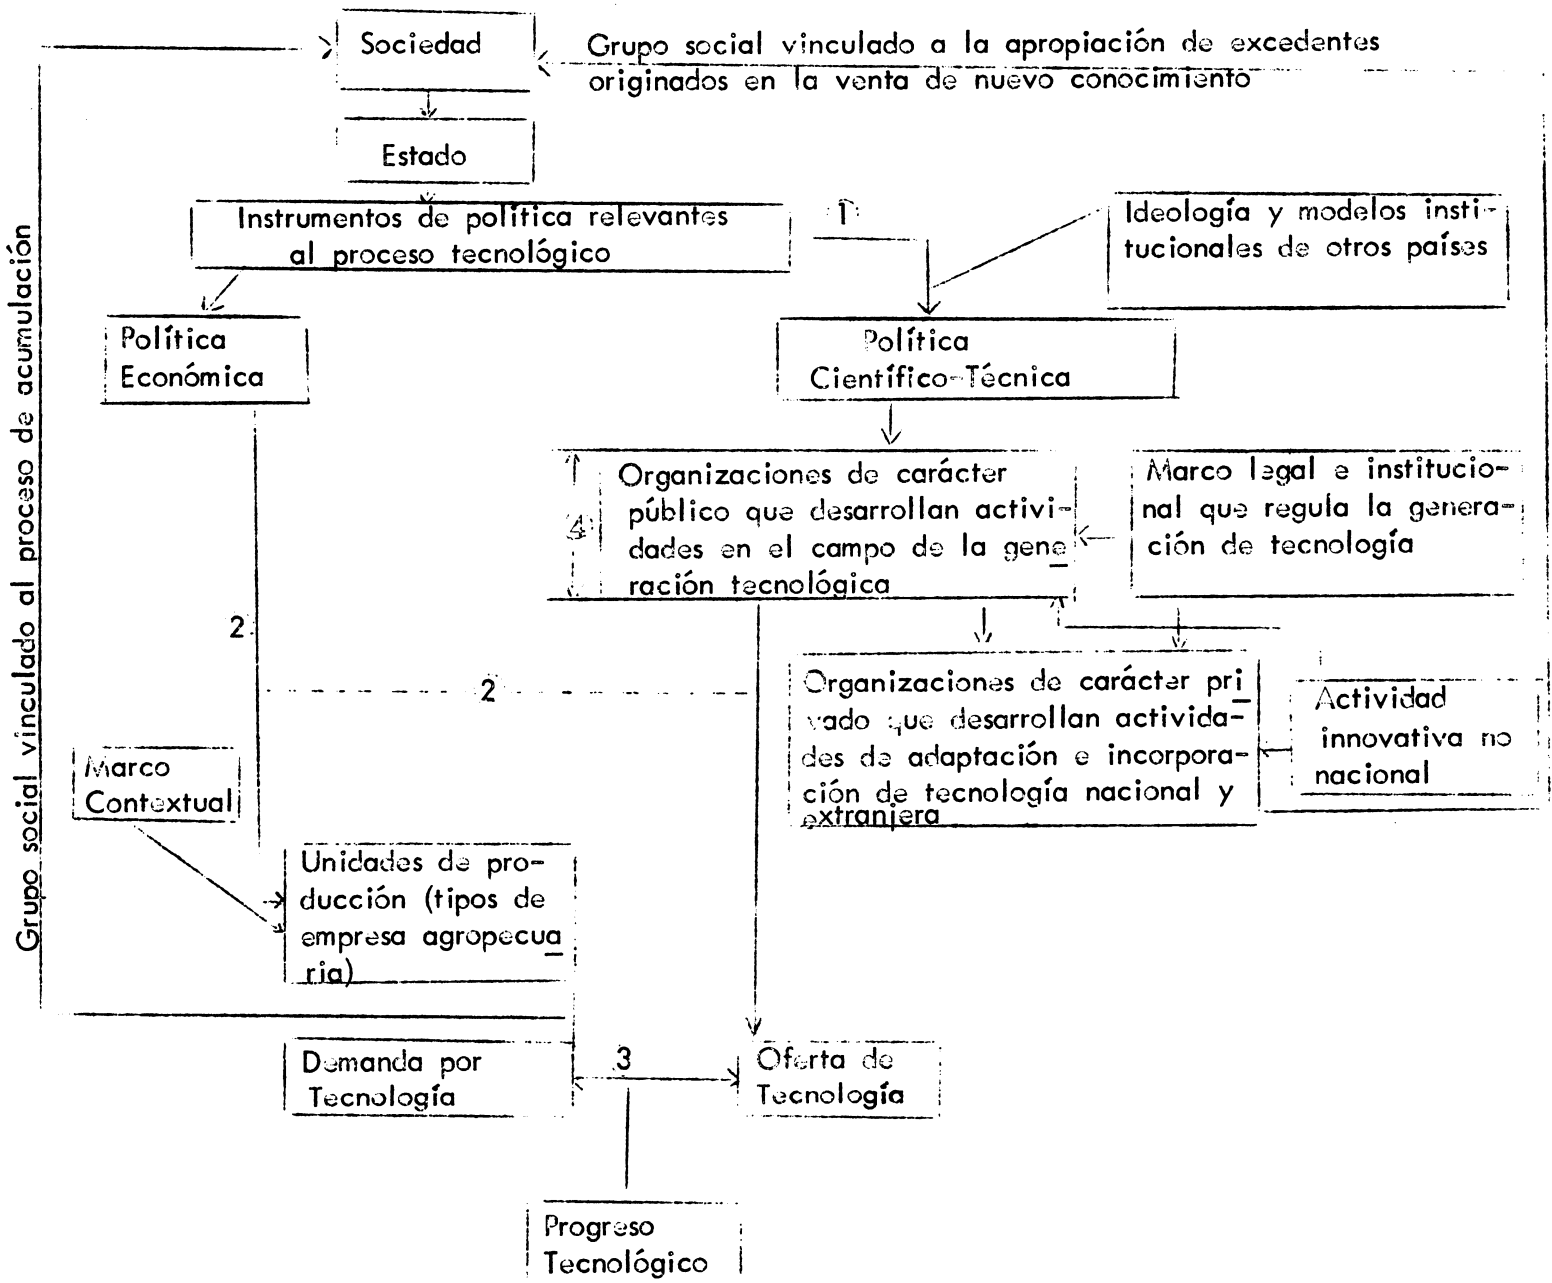 Sociedad
Grupo social vinculado a la apropiación de excedentes
originados en la venta de nuevo conocimiento
Estado
Instrumentos de política relevantes
al proceso tecnológico
1
Ideología y modelos insti-
tucionales de otros países
Política
Económica
Política
Científico-Técnica
Grupo social vinculado al proceso de acumulación
4
Organizaciones de carácter
público que desarrollan activi-
dades en el campo de la gene
ración tecnológica
Marco legal e institucio-
nal que regula la genera-
ción de tecnología
2
2
Organizaciones de carácter pri
vado que desarrollan activida-
des de adaptación e incorpora-
ción de tecnología nacional y
extranjera
Actividad
innovativa no
nacional
Marco
Contextual
Unidades de pro-
ducción (tipos de
empresa agropecua
ria)
Demanda por
Tecnología
3
Oferta de
Tecnología
Progreso
Tecnológico